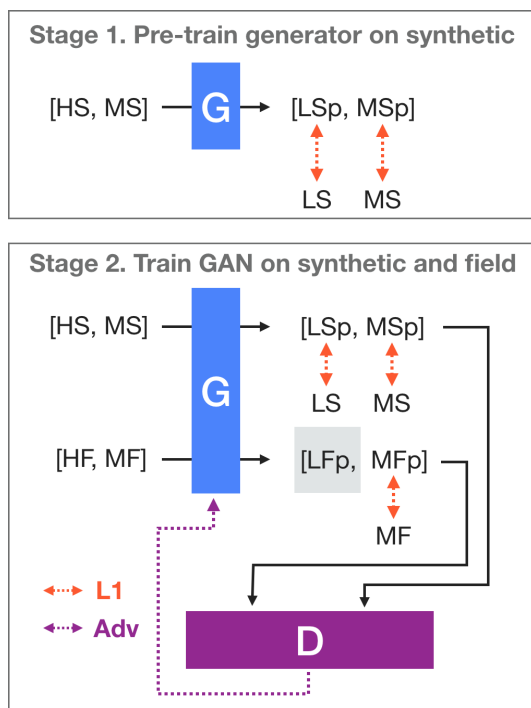 Stage 1. Pre-train generator on synthetic
[HS, MS] G [LSp, MSp]
LS MS
Stage 2. Train GAN on synthetic and field
[HS, MS] [LSp, MSp]
G
LS MS
[HF, MF] [LFp, MFp]
MF
L1
Adv
D